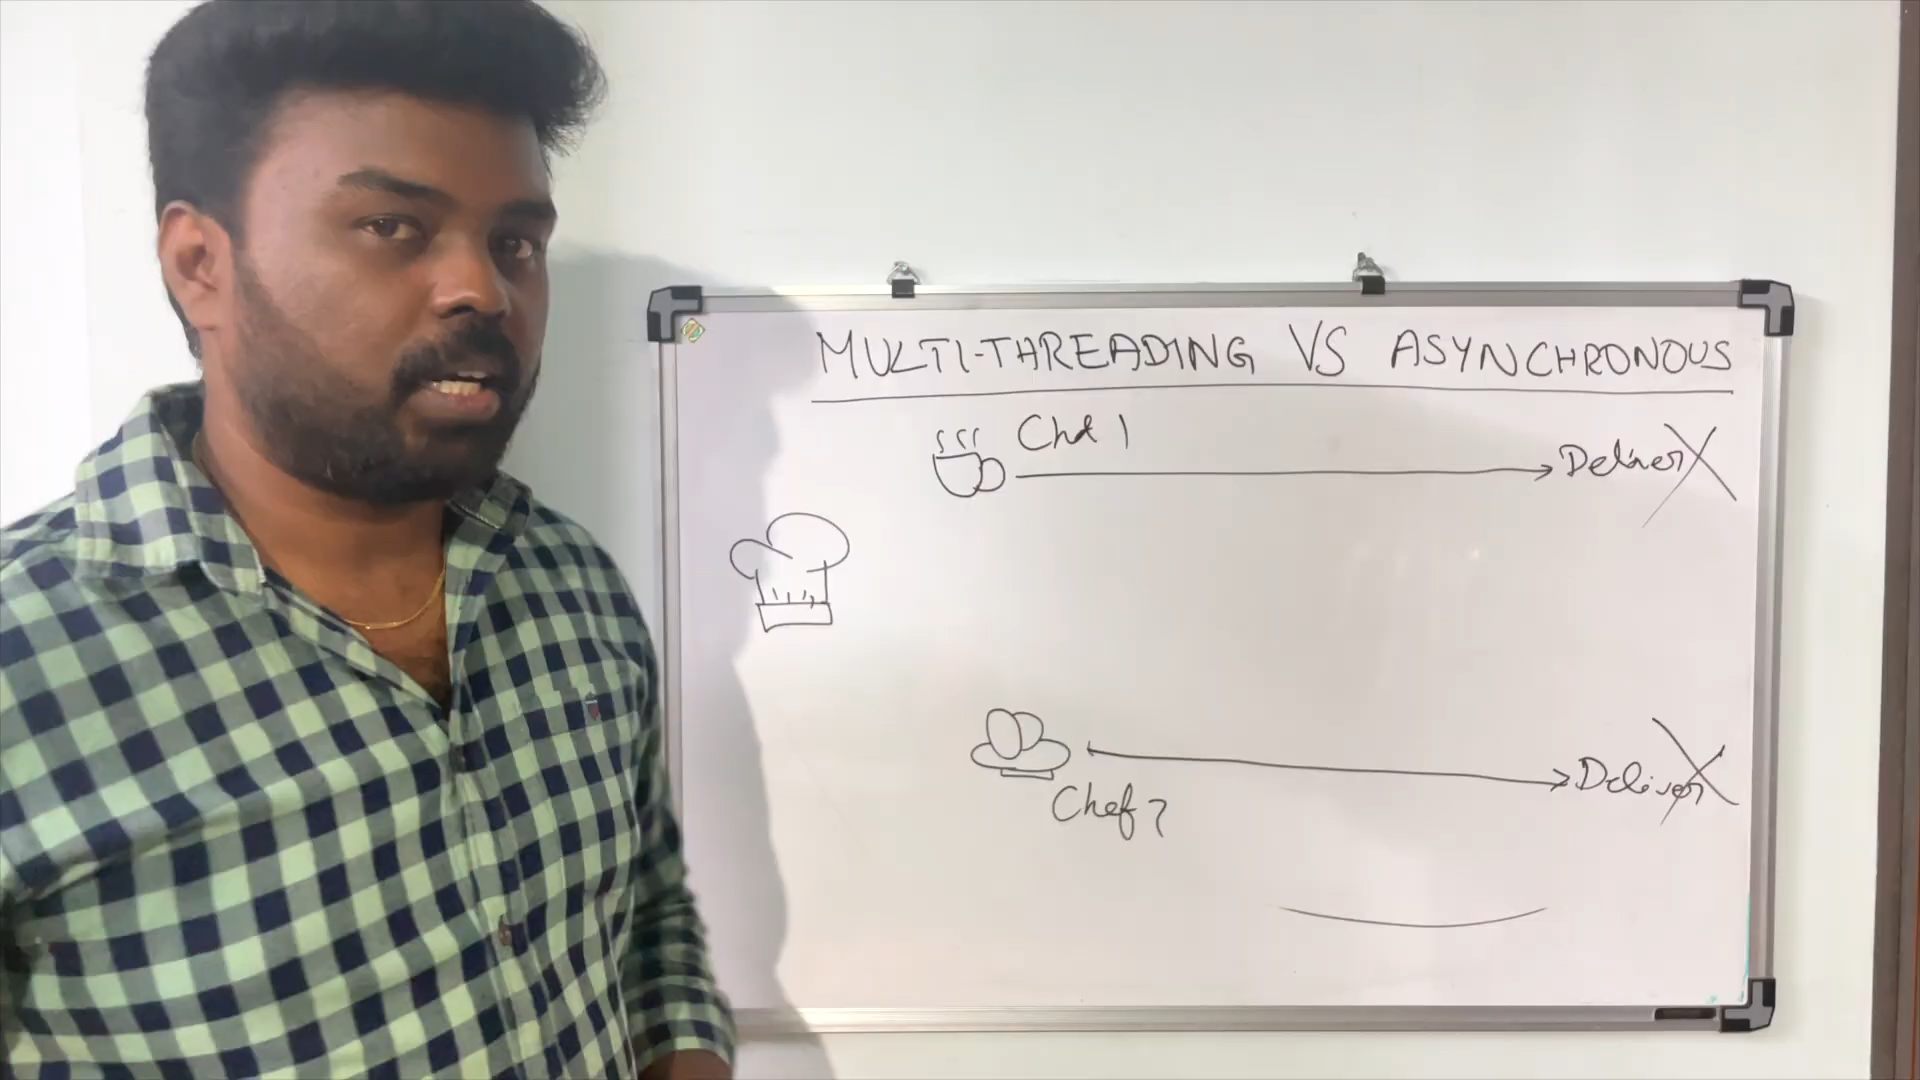 MULTI-THREADING VS ASYNCHRONOUS
Chef 1
Deliver
Deliver
Chef 2